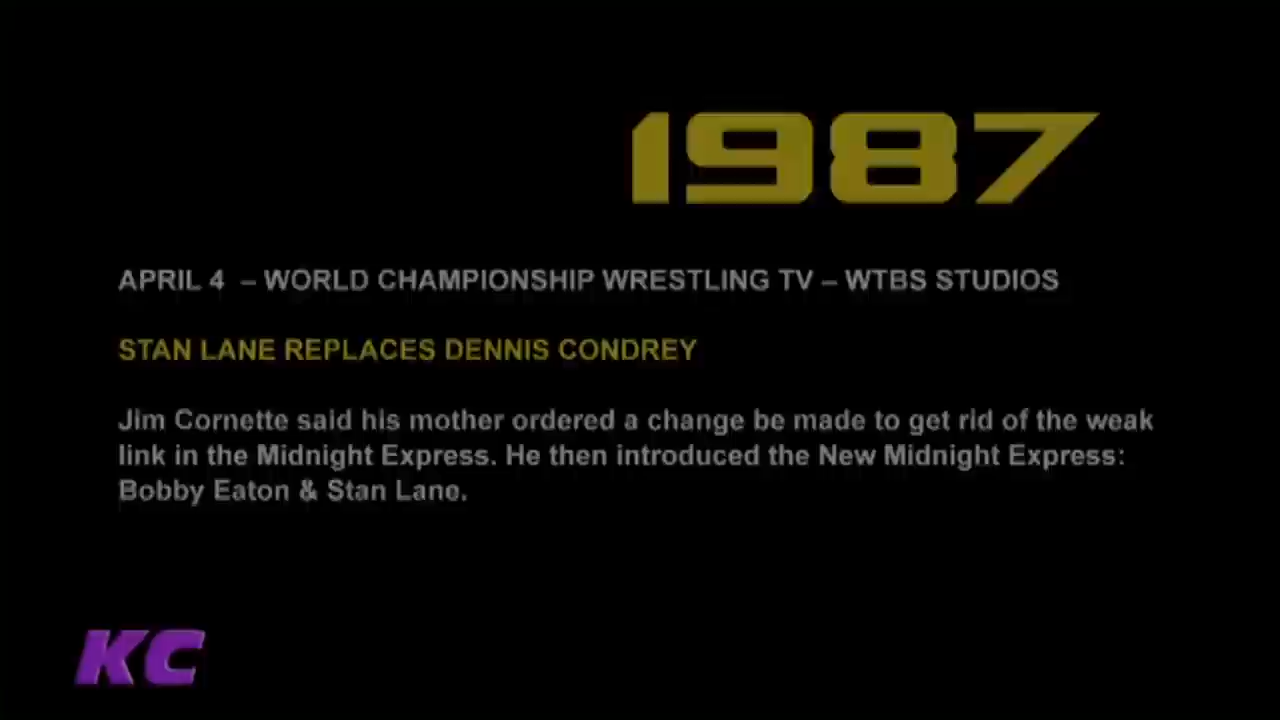 1987
APRIL 4 – WORLD CHAMPIONSHIP WRESTLING TV – WTBS STUDIOS
STAN LANE REPLACES DENNIS CONDREY
Jim Cornette said his mother ordered a change be made to get rid of the weak
link in the Midnight Express. He then introduced the New Midnight Express:
Bobby Eaton & Stan Lane.
KC